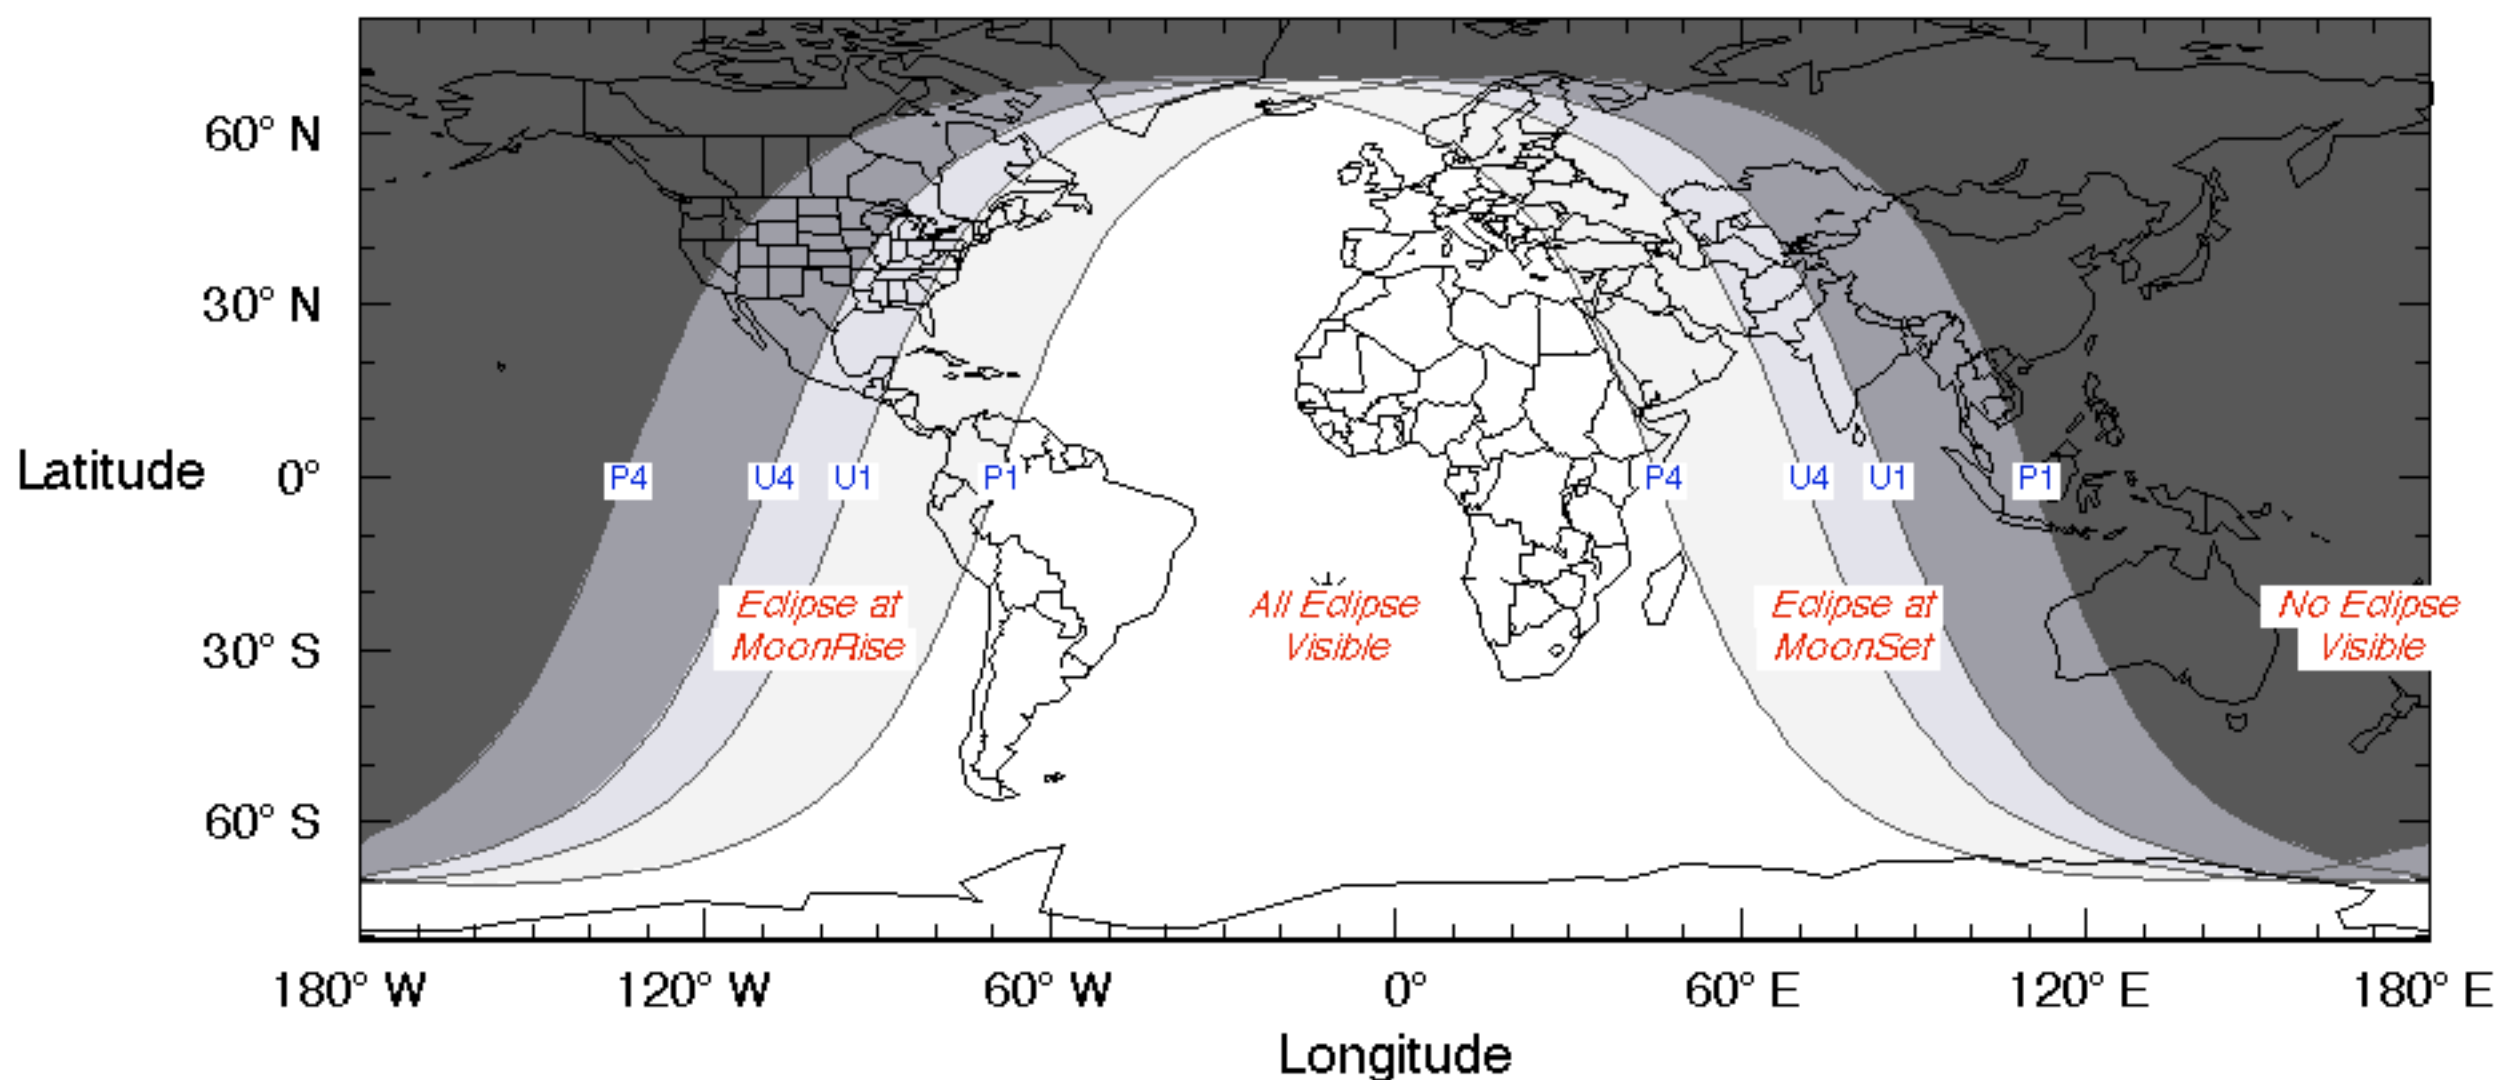 60° N
30° N
Latitude 0°
P4 U4 U1 P1 P4 U4 U1 P1
Eclipse at
MoonRise
All Eclipse
Visible
Eclipse at
MoonSet
No Eclipse
Visible
30° S
60° S
180° W 120° W 60° W 0° 60° E 120° E 180° E
Longitude